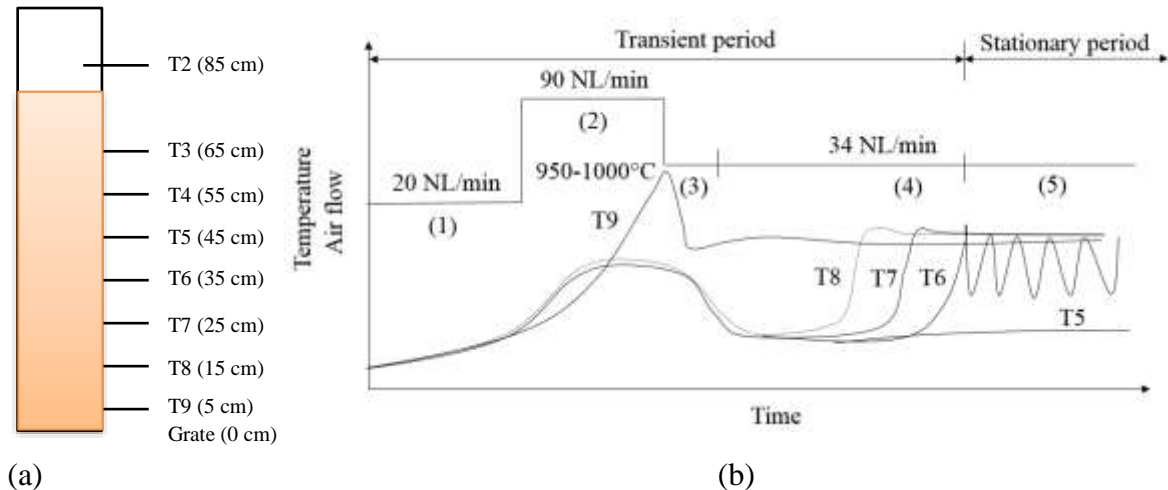 T2 (85 cm)
T3 (65 cm)
T4 (55 cm)
T5 (45 cm)
T6 (35 cm)
T7 (25 cm)
T8 (15 cm)
T9 (5 cm)
Grate (0 cm)
(a)
Transient period
Stationary period
90 NL/min
(2)
950-1000°C
34 NL/min
20 NL/min
(3)
(4)
(5)
(1)
T9
T8
T7
T6
T5
Temperature
Air flow
Time
(b)